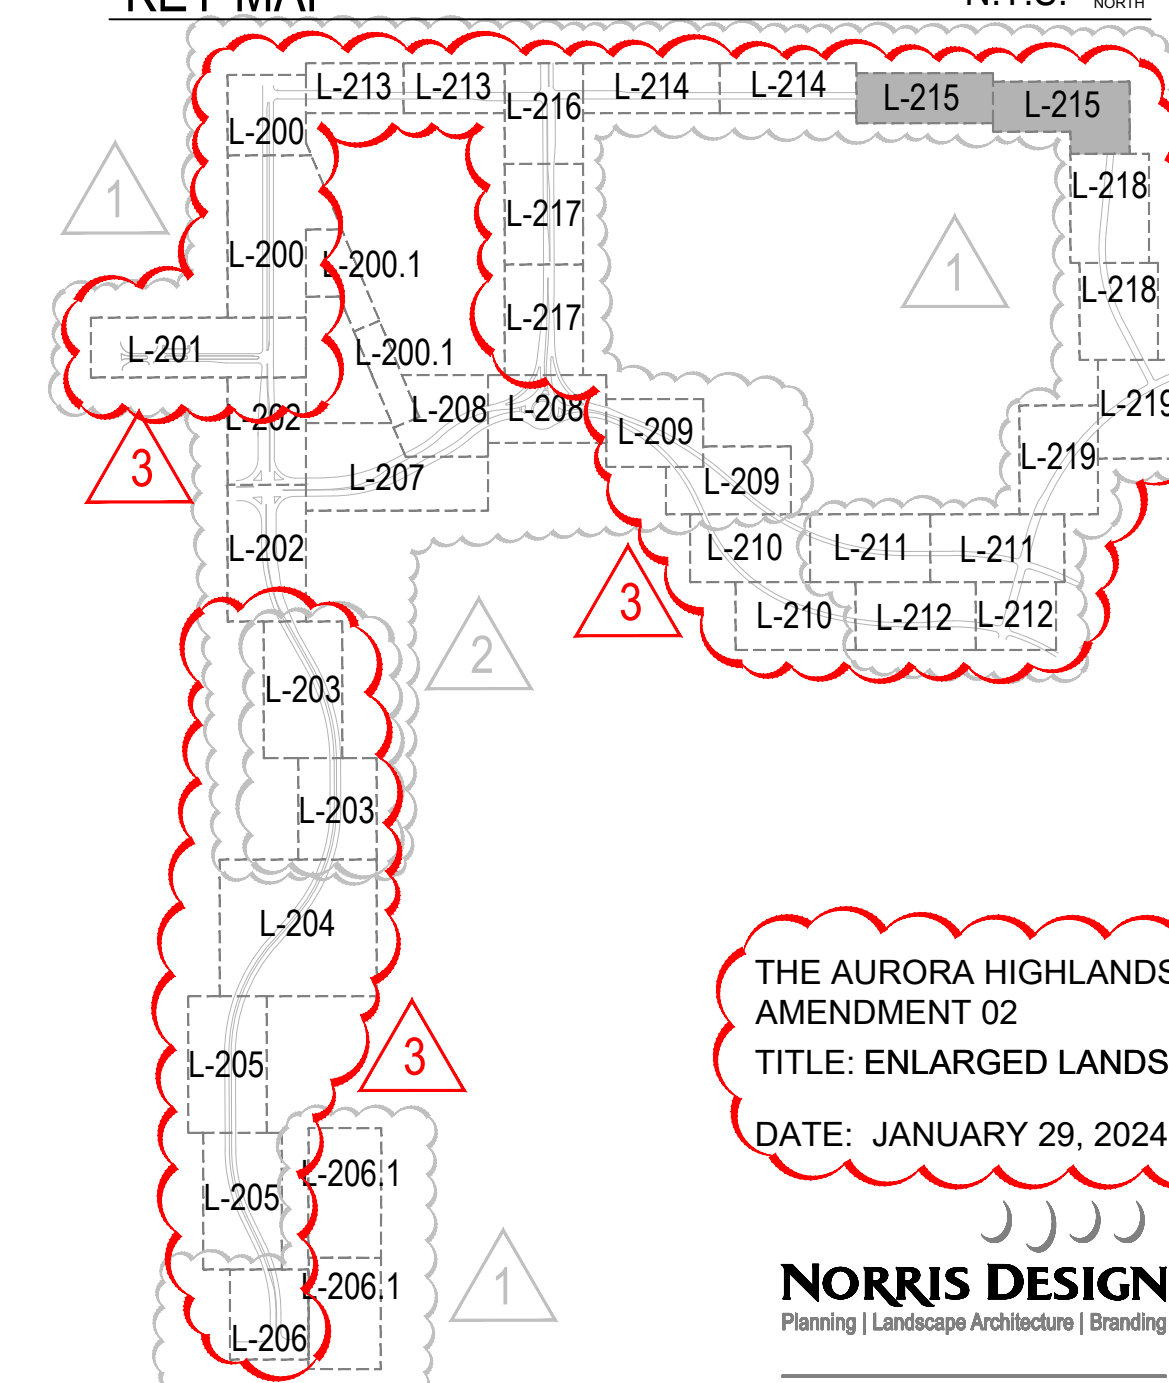 KEY MAP
N.T.S.
NORTH
L-213
L-213
L-216
L-214
L-214
L-215
L-215
L-200
1
L-218
L-217
L-200
L-200.1
1
L-218
L-217
L-201
L-200.1
L-202
L-208
L-208
L-209
L-219
L-219
3
L-207
L-209
L-202
L-210
L-211
L-211
3
L-210
L-212
L-212
2
L-203
L-203
L-204
THE AURORA HIGHLANDS
AMENDMENT 02
3
L-205
TITLE: ENLARGED LANDS
DATE: JANUARY 29, 2024
L-206.1
L-205
L-206.1
1
L-206
NORRIS DESIGN
Planning | Landscape Architecture | Branding